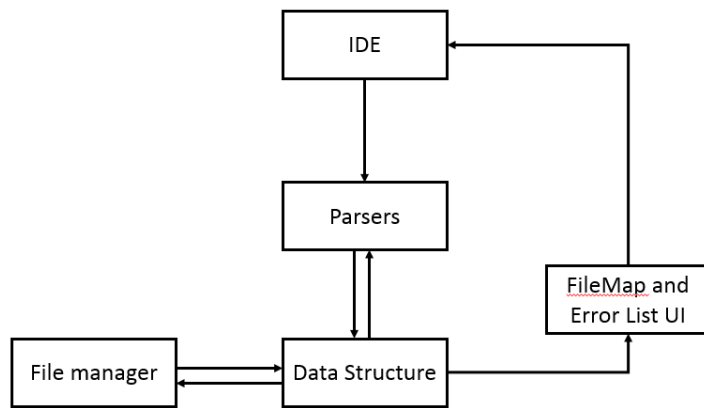 IDE
Parsers
FileMap and
Error List UI
File manager
Data Structure